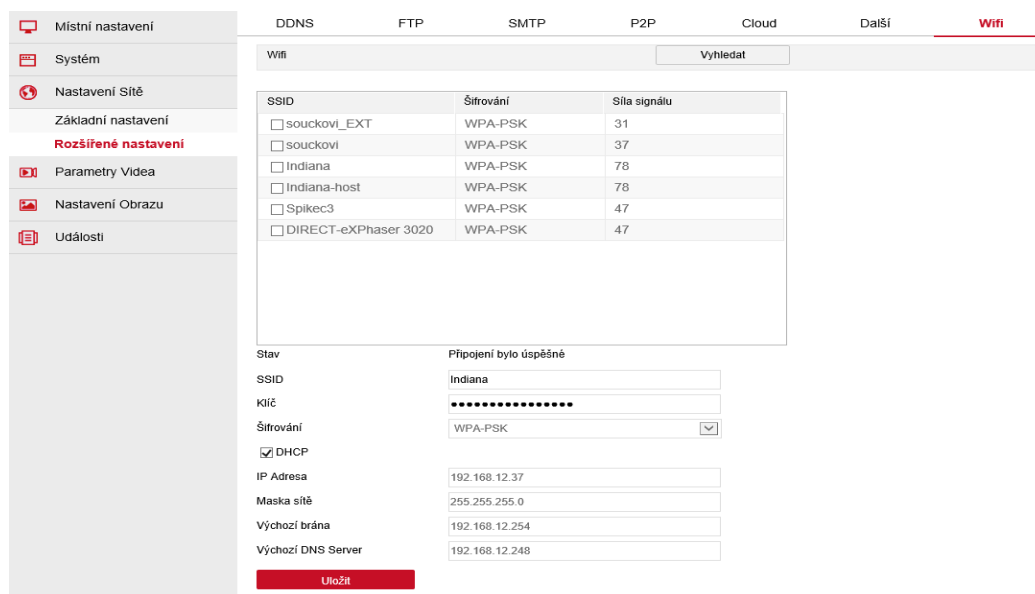 DDNS FTP SMTP P2P Cloud Další Wifi
Místní nastavení
Systém
Nastavení Sítě
Základní nastavení
Rozšířené nastavení
Parametry Videa
Nastavení Obrazu
Události
Wifi Vyhledat
SSID Šifrování Síla signálu
souckovi_EXT WPA-PSK 31
souckovi WPA-PSK 37
Indiana WPA-PSK 78
Indiana-host WPA-PSK 78
Spikec3 WPA-PSK 47
DIRECT-eXPhaser 3020 WPA-PSK 47
Stav Připojení bylo úspěšné
SSID Indiana
Klíč ●●●●●●●●●●●●●●●●
Šifrování WPA-PSK
DHCP
IP Adresa 192.168.12.37
Maska sítě 255.255.255.0
Výchozí brána 192.168.12.254
Výchozí DNS Server 192.168.12.248
Uložit